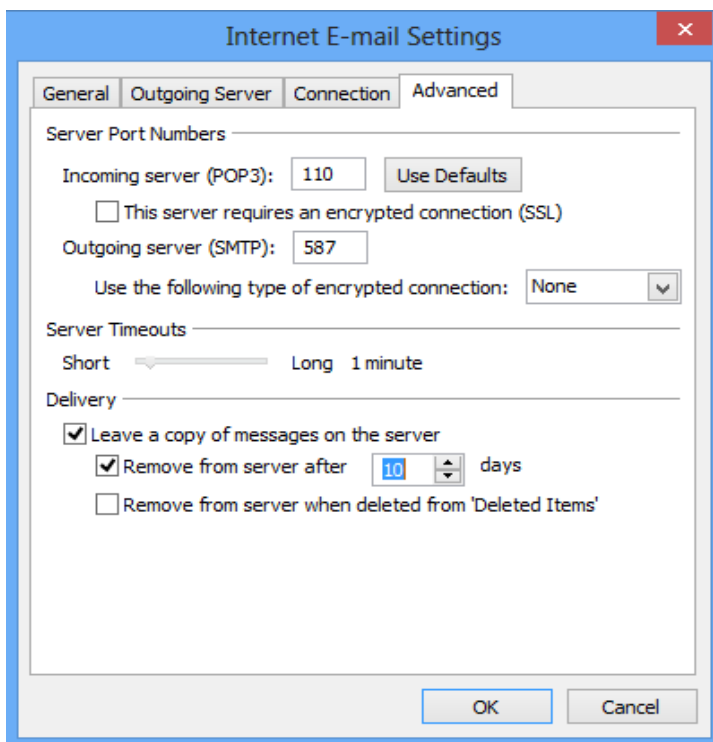 Internet E-mail Settings
General Outgoing Server Connection Advanced
Server Port Numbers
Incoming server (POP3): 110 Use Defaults
This server requires an encrypted connection (SSL)
Outgoing server (SMTP): 587
Use the following type of encrypted connection: None
Server Timeouts
Short Long 1 minute
Delivery
Leave a copy of messages on the server
Remove from server after 10 days
Remove from server when deleted from 'Deleted Items'
OK Cancel